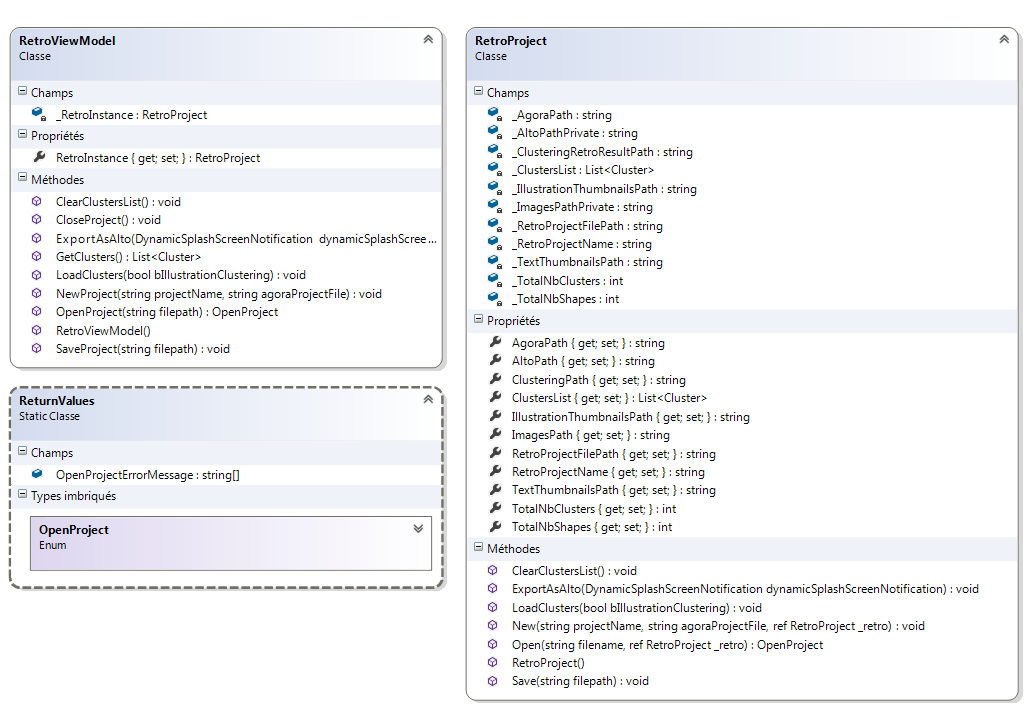 RetroViewModel
Classe
Champs
_RetroInstance : RetroProject
Propriétés
RetroInstance { get; set; } : RetroProject
Méthodes
ClearClustersList() : void
CloseProject() : void
ExportAsAlto(DynamicSplashScreenNotification dynamicSplashScree ...
GetClusters() : List<Cluster>
LoadClusters(bool bIllustrationClustering) : void
NewProject(string projectName, string agoraProjectFile) : void
OpenProject(string filepath) : OpenProject
RetroViewModel()
SaveProject(string filepath) : void
ReturnValues
Static Classe
Champs
OpenProjectErrorMessage : string[]
Types imbriqués
OpenProject
Enum
RetroProject
Classe
Champs
_AgoraPath : string
_AltoPathPrivate : string
_ClusteringRetroResultPath : string
_ClustersList : List<Cluster>
_IllustrationThumbnailsPath : string
_ImagesPathPrivate : string
_RetroProjectFilePath : string
_RetroProjectName : string
_TextThumbnailsPath : string
_TotalNbClusters : int
_TotalNbShapes : int
Propriétés
AgoraPath { get; set; } : string
AltoPath { get; set; } : string
ClusteringPath { get; set; } : string
ClustersList { get; set; } : List<Cluster>
IllustrationThumbnailsPath { get; set; } : string
ImagesPath { get; set; } : string
RetroProjectFilePath { get; set; } : string
RetroProjectName { get; set; } : string
TextThumbnailsPath { get; set; } : string
TotalNbClusters { get; set; } : int
TotalNbShapes { get; set; } : int
Méthodes
ClearClustersList() : void
ExportAsAlto(DynamicSplashScreenNotification dynamicSplashScreenNotification) : void
LoadClusters(bool bIllustrationClustering) : void
New(string projectName, string agoraProjectFile, ref RetroProject _retro) : void
Open(string filename, ref RetroProject _retro) : OpenProject
RetroProject()
Save(string filepath) : void